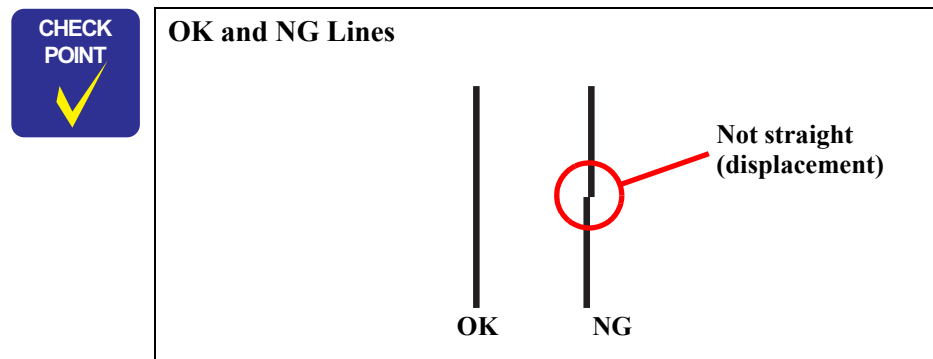 CHECK
POINT
OK and NG Lines
Not straight
(displacement)
OK
NG